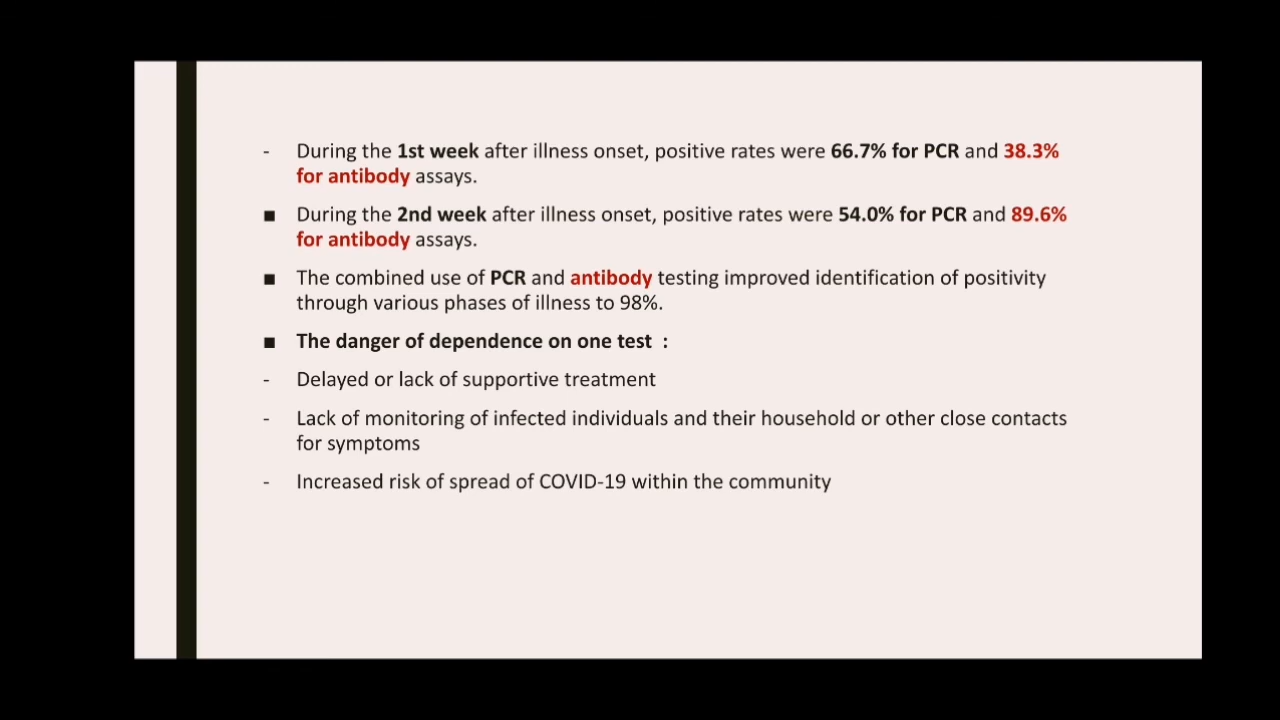 - During the 1st week after illness onset, positive rates were 66.7% for PCR and 38.3%
for antibody assays.
■ During the 2nd week after illness onset, positive rates were 54.0% for PCR and 89.6%
for antibody assays.
■ The combined use of PCR and antibody testing improved identification of positivity
through various phases of illness to 98%.
■ The danger of dependence on one test  :
- Delayed or lack of supportive treatment
- Lack of monitoring of infected individuals and their household or other close contacts
for symptoms
- Increased risk of spread of COVID-19 within the community